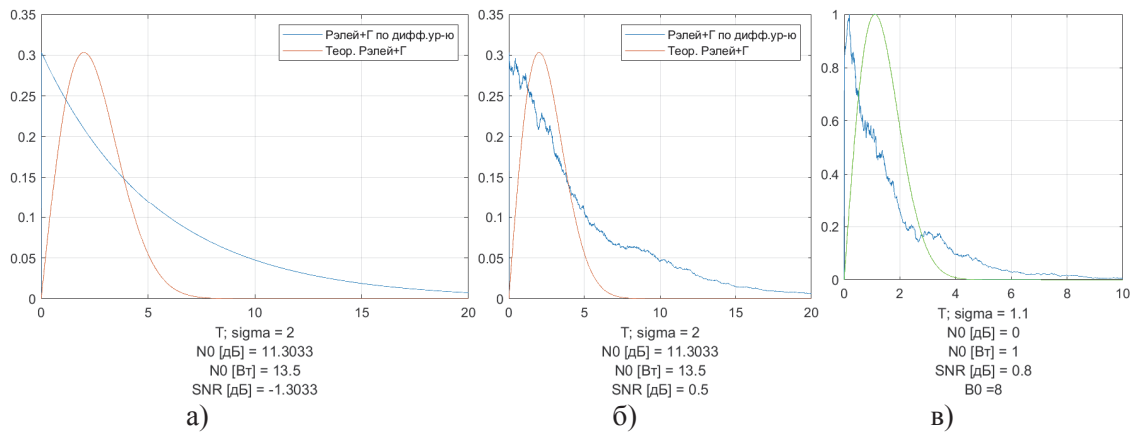 0.35
0.3
0.25
0.2
0.15
0.1
0.05
0
0 5 10 15 20
Рэлей+Г по дифф.ур-ю
Теор. Рэлей+Г
T; sigma = 2
N0 [дБ] = 11.3033
N0 [Вт] = 13.5
SNR [дБ] = -1.3033
а)
0.35
0.3
0.25
0.2
0.15
0.1
0.05
0
0 5 10 15 20
Рэлей+Г по дифф.ур-ю
Теор. Рэлей+Г
T; sigma = 2
N0 [дБ] = 11.3033
N0 [Вт] = 13.5
SNR [дБ] = 0.5
б)
1
0.8
0.6
0.4
0.2
0
0 2 4 6 8 10
T; sigma = 1.1
N0 [дБ] = 0
N0 [Вт] = 1
SNR [дБ] = 0.8
B0 =8
в)